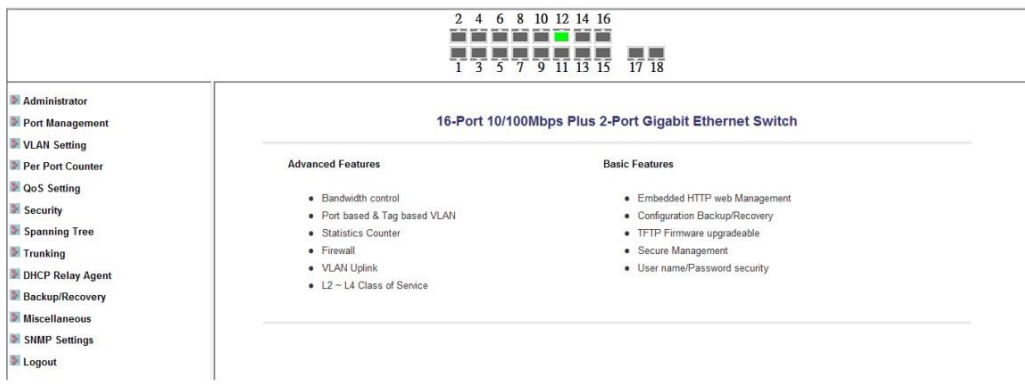 2 4 6 8 10 12 14 16
1 3 5 7 9 11 13 15 17 18
Administrator
Port Management
VLAN Setting
Per Port Counter
QoS Setting
Security
Spanning Tree
Trunking
DHCP Relay Agent
Backup/Recovery
Miscellaneous
SNMP Settings
Logout
16-Port 10/100Mbps Plus 2-Port Gigabit Ethernet Switch
Advanced Features
Bandwidth control
Port based & Tag based VLAN
Statistics Counter
Firewall
VLAN Uplink
L2 ~ L4 Class of Service
Basic Features
Embedded HTTP web Management
Configuration Backup/Recovery
TFTP Firmware upgradeable
Secure Management
User name/Password security